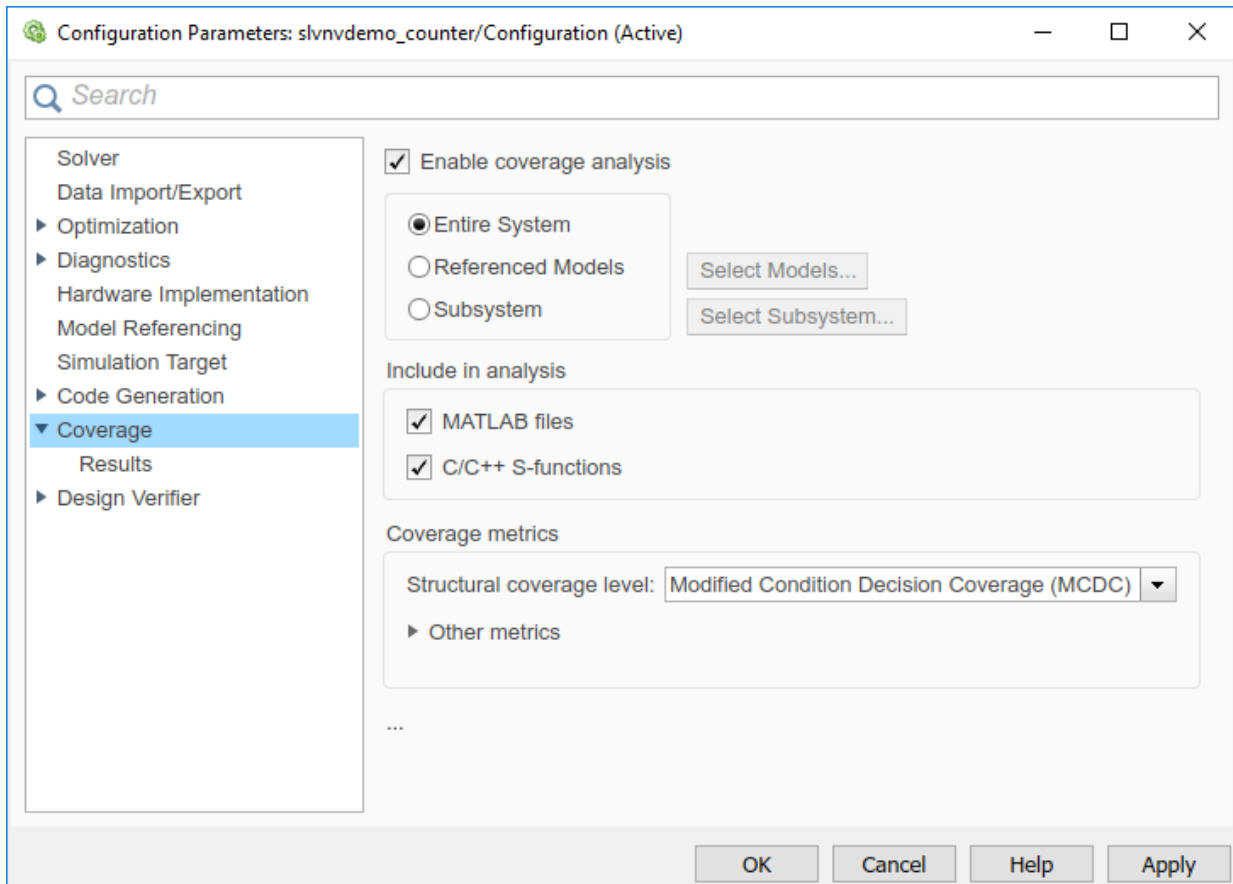 Configuration Parameters: slvnvdemo_counter/Configuration (Active)
Search
Solver
Data Import/Export
Optimization
Diagnostics
Hardware Implementation
Model Referencing
Simulation Target
Code Generation
Coverage
Results
Design Verifier
Enable coverage analysis
Entire System
Referenced Models
Select Models...
Subsystem
Select Subsystem...
Include in analysis
MATLAB files
C/C++ S-functions
Coverage metrics
Structural coverage level: Modified Condition Decision Coverage (MCDC)
Other metrics
...
OK Cancel Help Apply